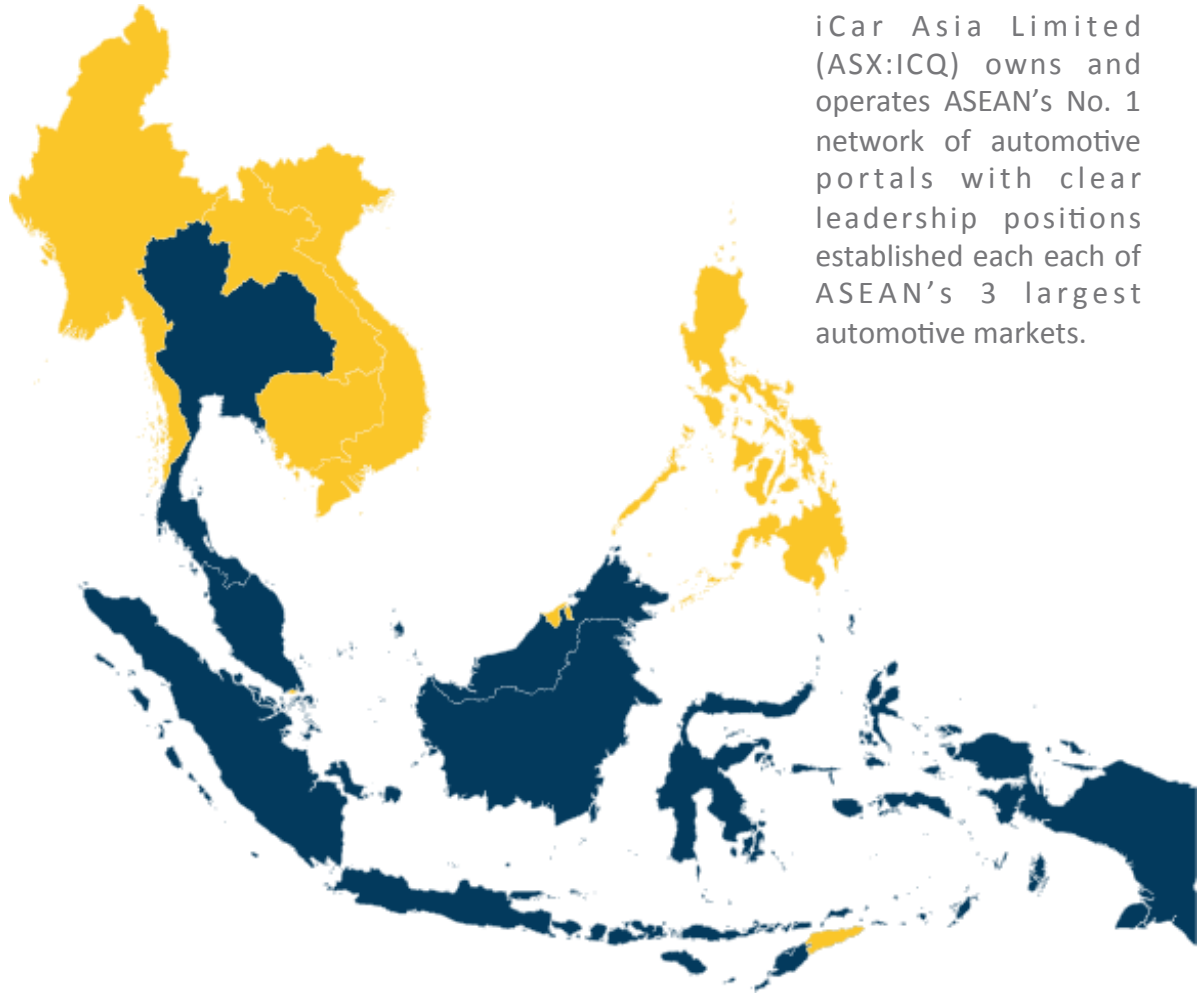 iCar Asia Limited
(ASX:ICQ) owns and
operates ASEAN's No. 1
network of automotive
portals with clear
leadership positions
established each each of
ASEAN's 3 largest
automotive markets.